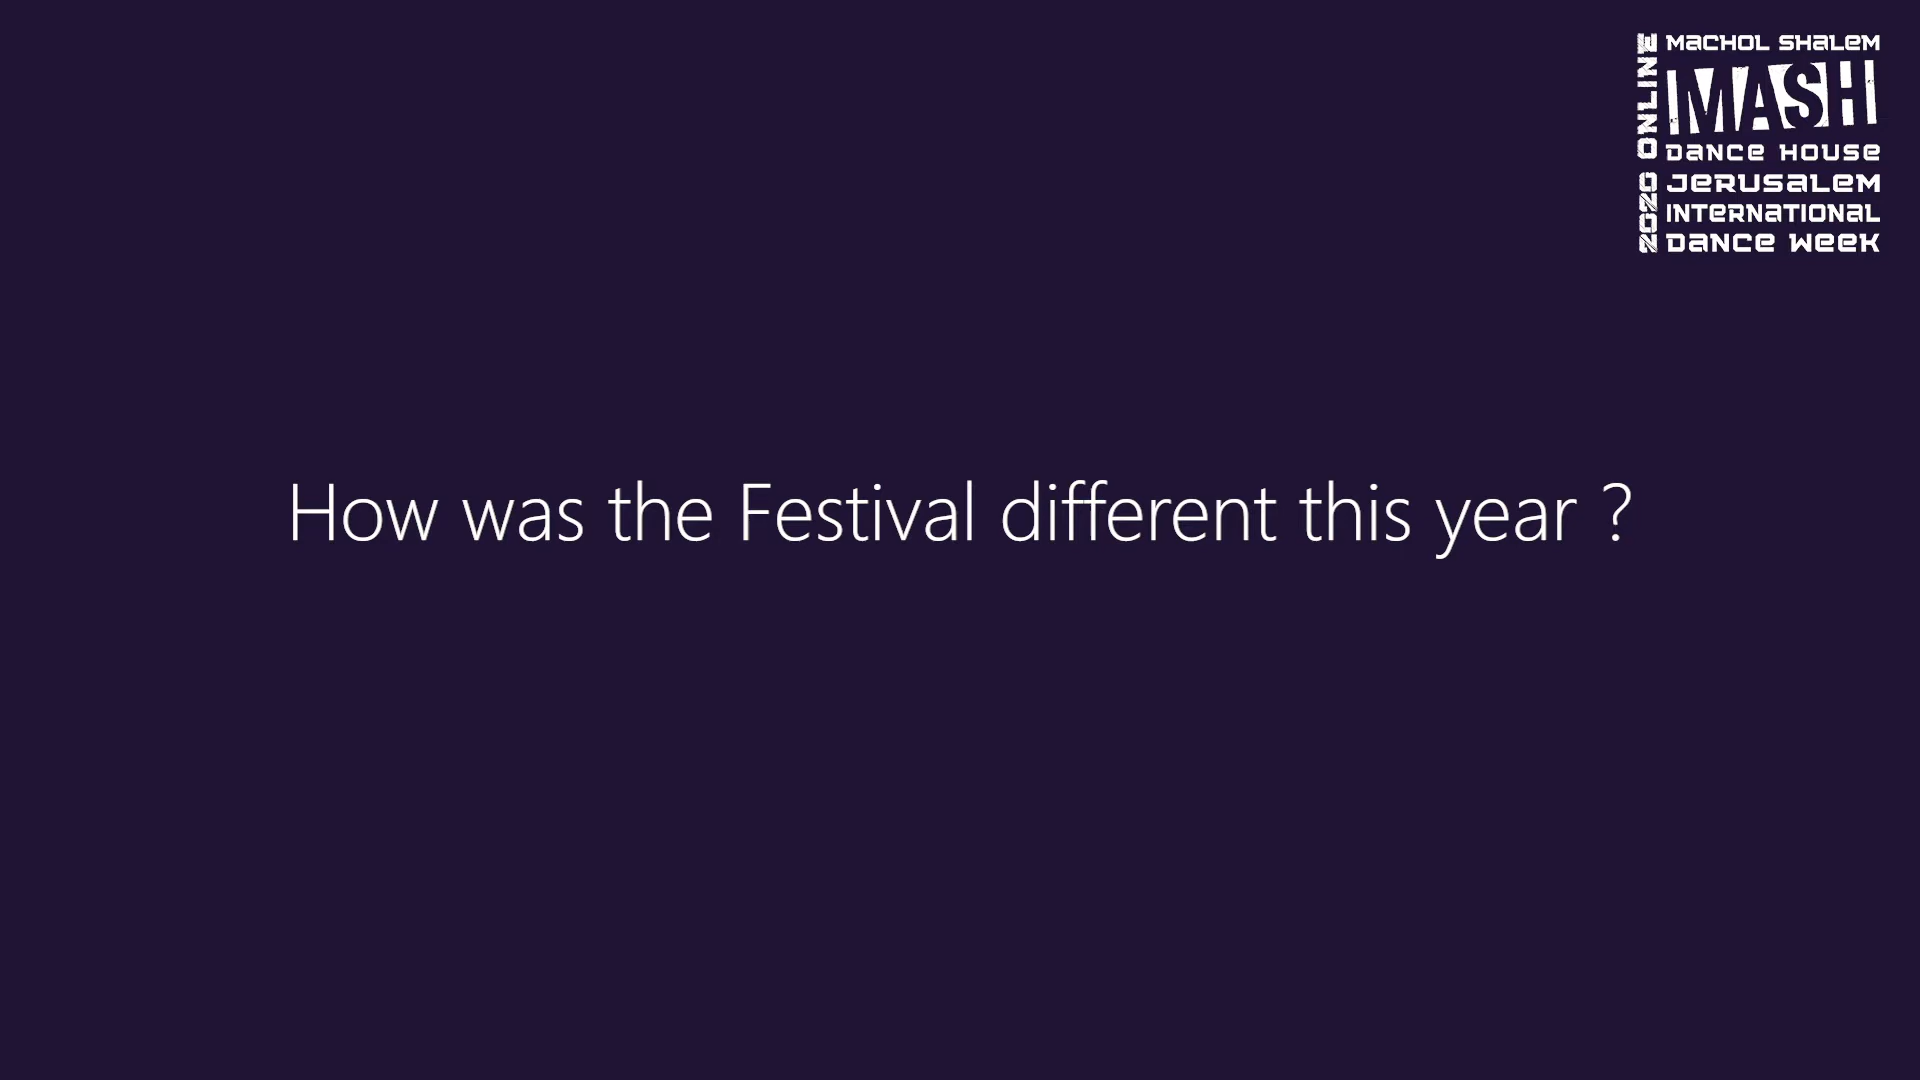 MACHOL SHALEM
MASH
DANCE HOUSE
JERUSALEM
INTERNATIONAL
DANCE WEEK
2020 ONLINE
How was the Festival different this year ?